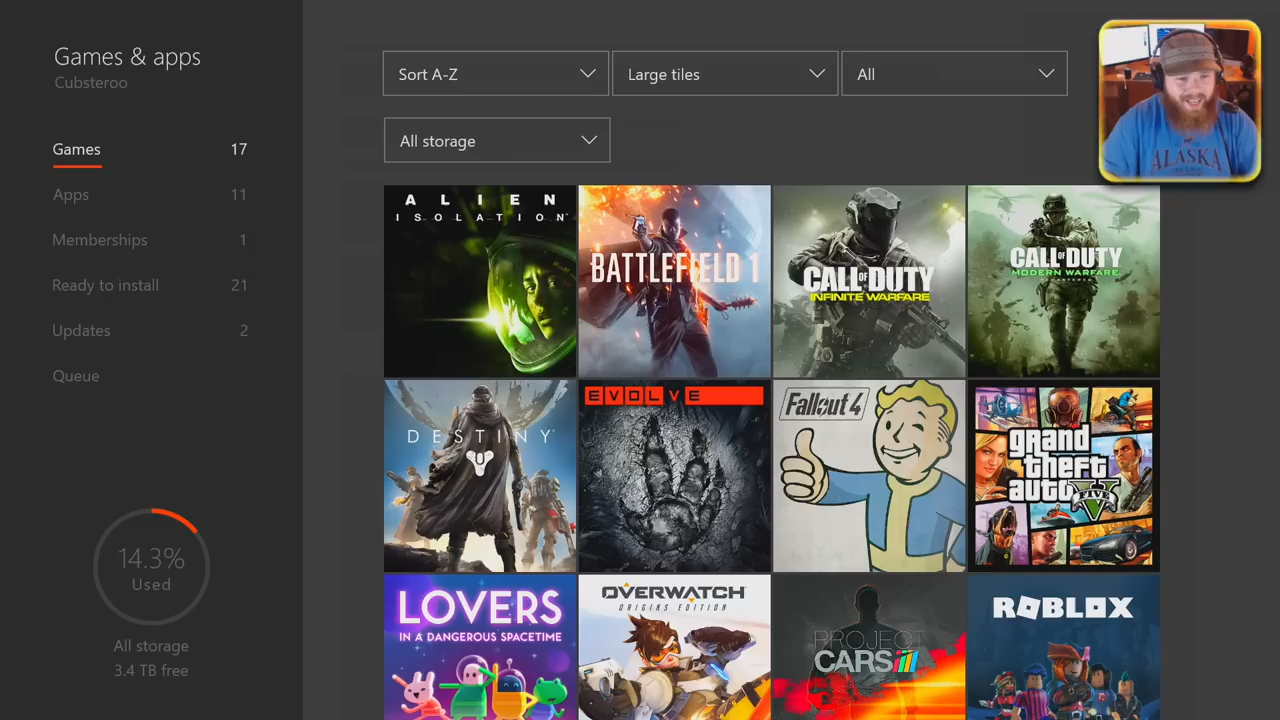 Games & apps
Cubsteroo
Games 17
Apps 11
Memberships 1
Ready to install 21
Updates 2
Queue
14.3%
Used
All storage
3.4 TB free
Sort A-Z
Large tiles
All
All storage
ALASKA
ALIEN
ISOLATION
BATTLEFIELD 1
CALL OF DUTY
INFINITE WARFARE
CALL OF DUTY
MODERN WARFARE
REMASTERED
DESTINY
EVOLVE
Fallout 4
grand
theft
auto
V
FIVE
LOVERS
IN A DANGEROUS SPACETIME
OVERWATCH
ORIGINS EDITION
PROJECT
CARS
ROBLOX